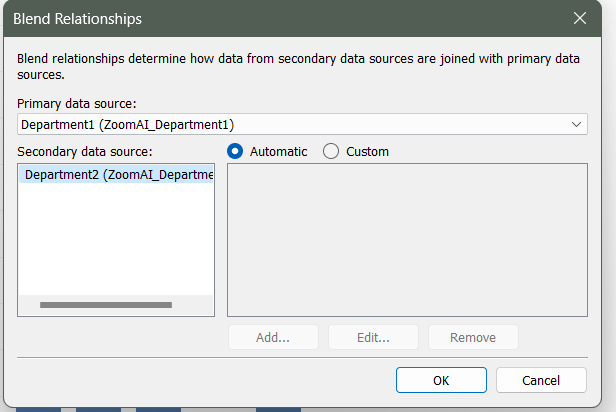 Blend Relationships
Blend relationships determine how data from secondary data sources are joined with primary data
sources.
Primary data source:
Department1 (ZoomAI_Department1)
Secondary data source:
Automatic
Custom
Department2 (ZoomAI_Departme
Add...
Edit...
Remove
OK
Cancel